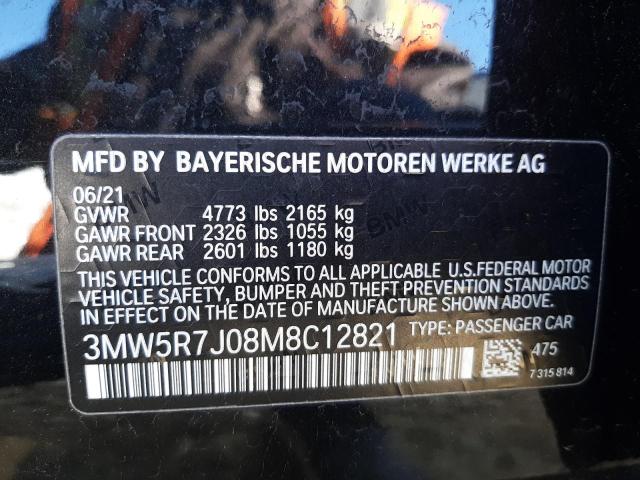 MFD BY BAYERISCHE MOTOREN WERKE AG
06/21
GVWR 4773 lbs 2165 kg
GAWR FRONT 2326 lbs 1055 kg
GAWR REAR 2601 lbs 1180 kg
THIS VEHICLE CONFORMS TO ALL APPLICABLE U.S.FEDERAL MOTOR
VEHICLE SAFETY, BUMPER AND THEFT PREVENTION STANDARDS
IN EFFECT ON THE DATE OF MANUFACTURE SHOWN ABOVE.
3MW5R7J08M8C12821 TYPE: PASSENGER CAR
475
7 315 814